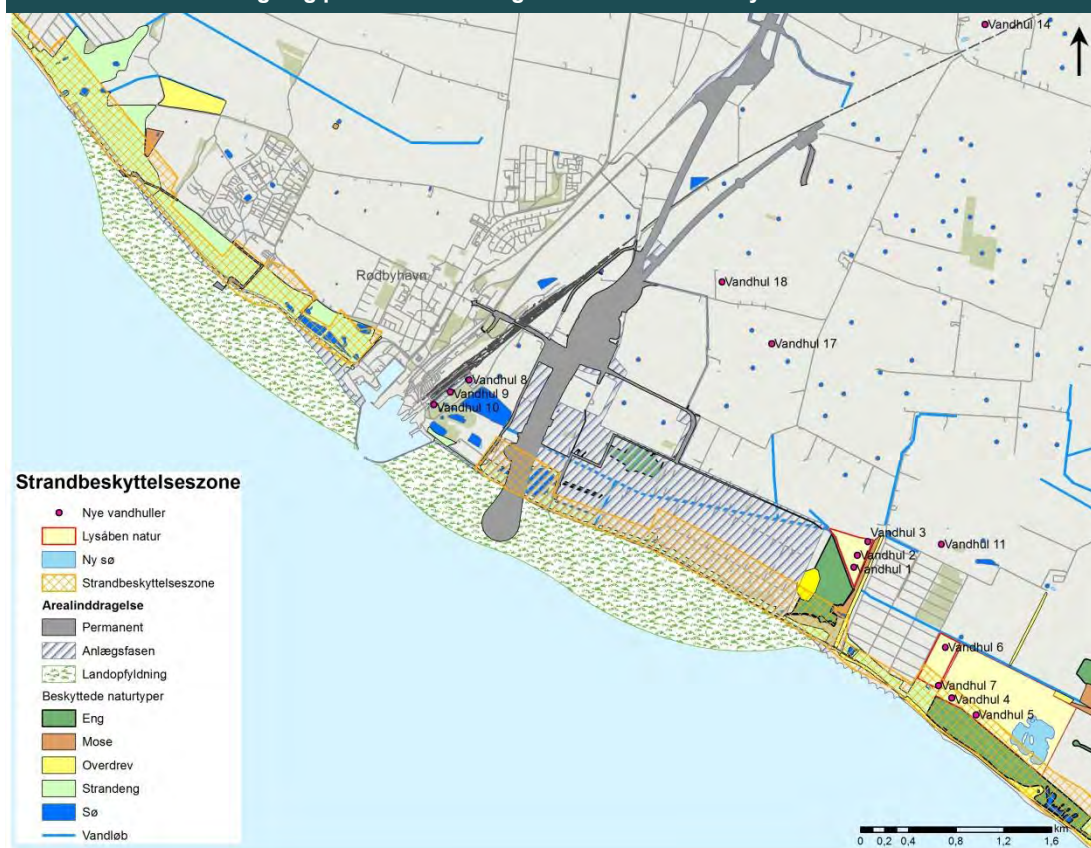 Vandhul 14
Rødbyhavn
Vandhul 18
Vandhul 17
Vandhul 8
Vandhul 9
Vandhul 10
Vandhul 3
Vandhul 2
Vandhul 1
Vandhul 11
Vandhul 6
Vandhul 7
Vandhul 4
Vandhul 5
Strandbeskyttelseszone
Nye vandhuller
Lysåben natur
Ny sø
Strandbeskyttelseszone
Arealinddragelse
Permanent
Anlægsfasen
Landopfyldning
Beskyttede naturtyper
Eng
Mose
Overdrev
Strandeng
Sø
Vandløb
km
0 0,2 0,4 0,8 1,2 1,6